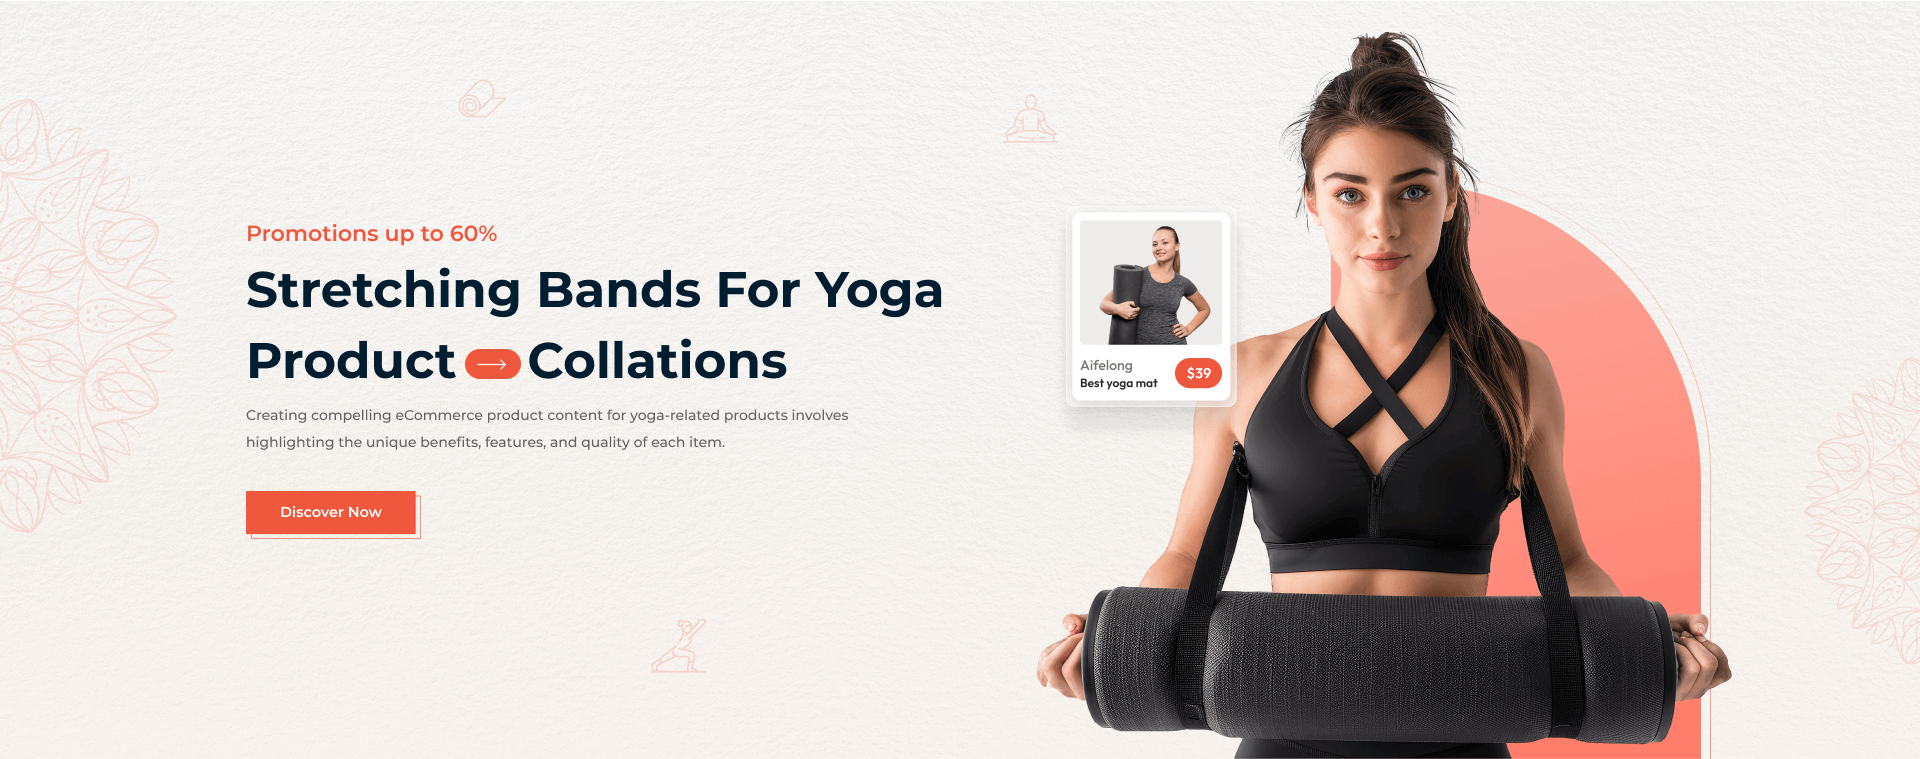 Promotions up to 60%
Stretching Bands For Yoga
Product Collations
Creating compelling eCommerce product content for yoga-related products involves
highlighting the unique benefits, features, and quality of each item.
Discover Now
Aifelong
Best yoga mat
$39